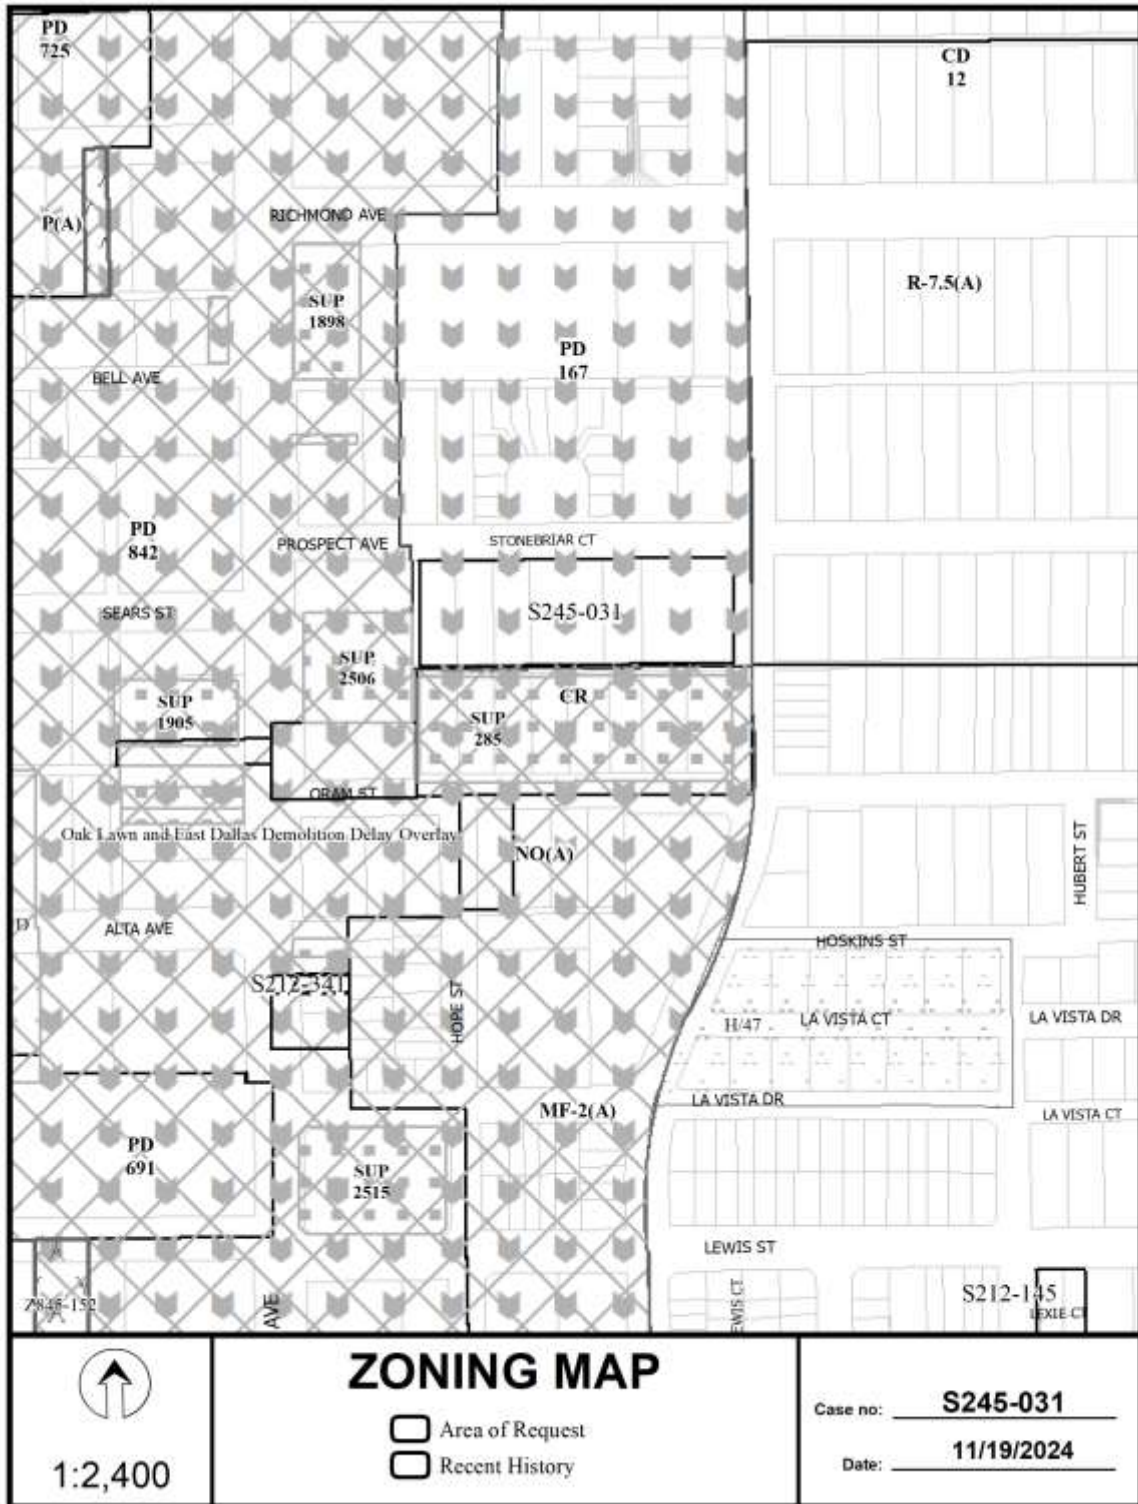 PD
725
CD
12
P(A)
RICHMOND AVE
R-7.5(A)
SUP
1898
PD
167
BELL AVE
PD
842
PROSPECT AVE
STONEBRIAR CT
SEARS ST
S245-031
SUP
2506
CR
SUP
1905
SUP
285
ORAM ST
Oak Lawn and East Dallas Demolition Delay Overlay
NO(A)
HUBERT ST
D
ALTA AVE
HOSKINS ST
S212-341
HOPE ST
H/47
LA VISTA CT
LA VISTA DR
LA VISTA DR
MF-2(A)
LA VISTA CT
PD
691
SUP
2515
LEWIS ST
S212-145
Z845-152
AVE
EWIS CT
LEXIE CT
ZONING MAP
Area of Request
Recent History
1:2,400
Case no: S245-031
Date: 11/19/2024